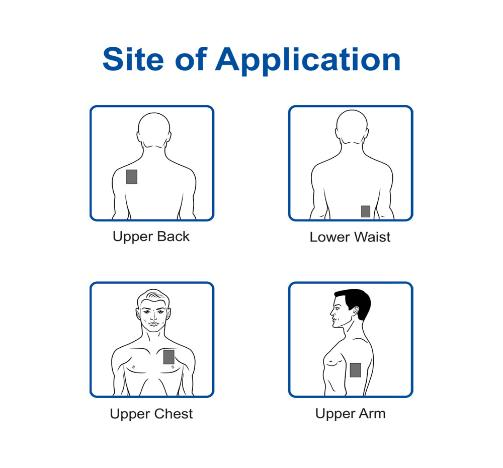 Site of Application
Upper Back
Lower Waist
Upper Chest
Upper Arm